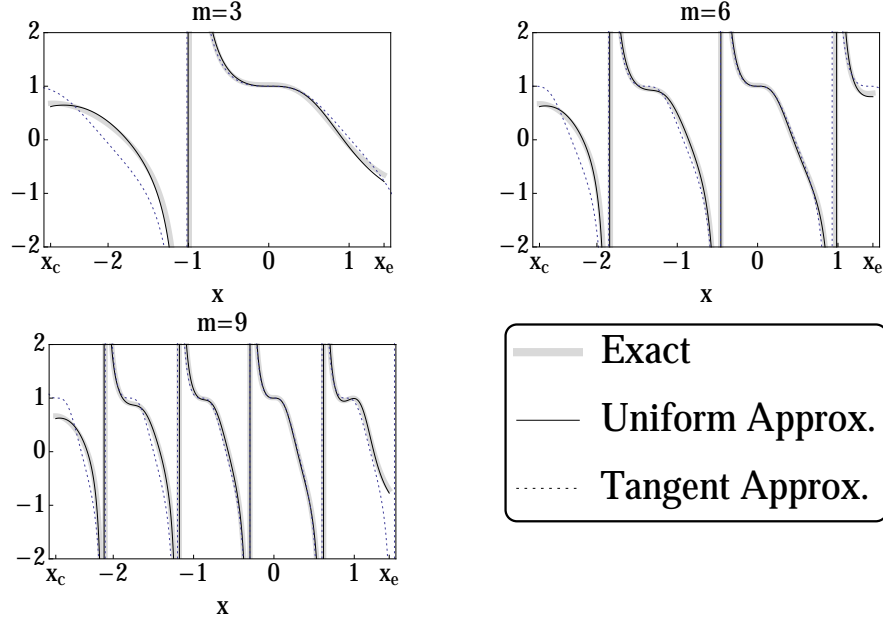 m=3
2
1
0
−1
−2
x_c −2 −1 0 1 x_e
x
m=6
2
1
0
−1
−2
x_c −2 −1 0 1 x_e
x
m=9
2
1
0
−1
−2
x_c −2 −1 0 1 x_e
x
Exact
Uniform Approx.
Tangent Approx.